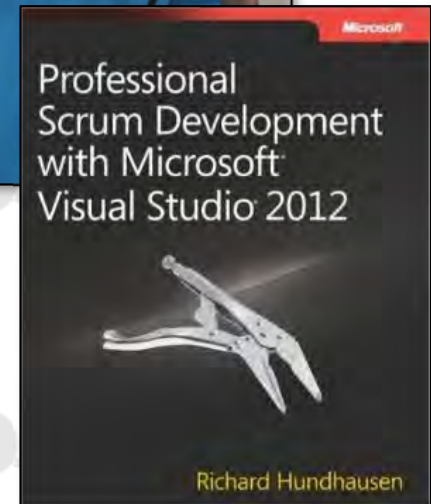 Microsoft
Professional
Scrum Development
with Microsoft
Visual Studio 2012
Richard Hundhausen